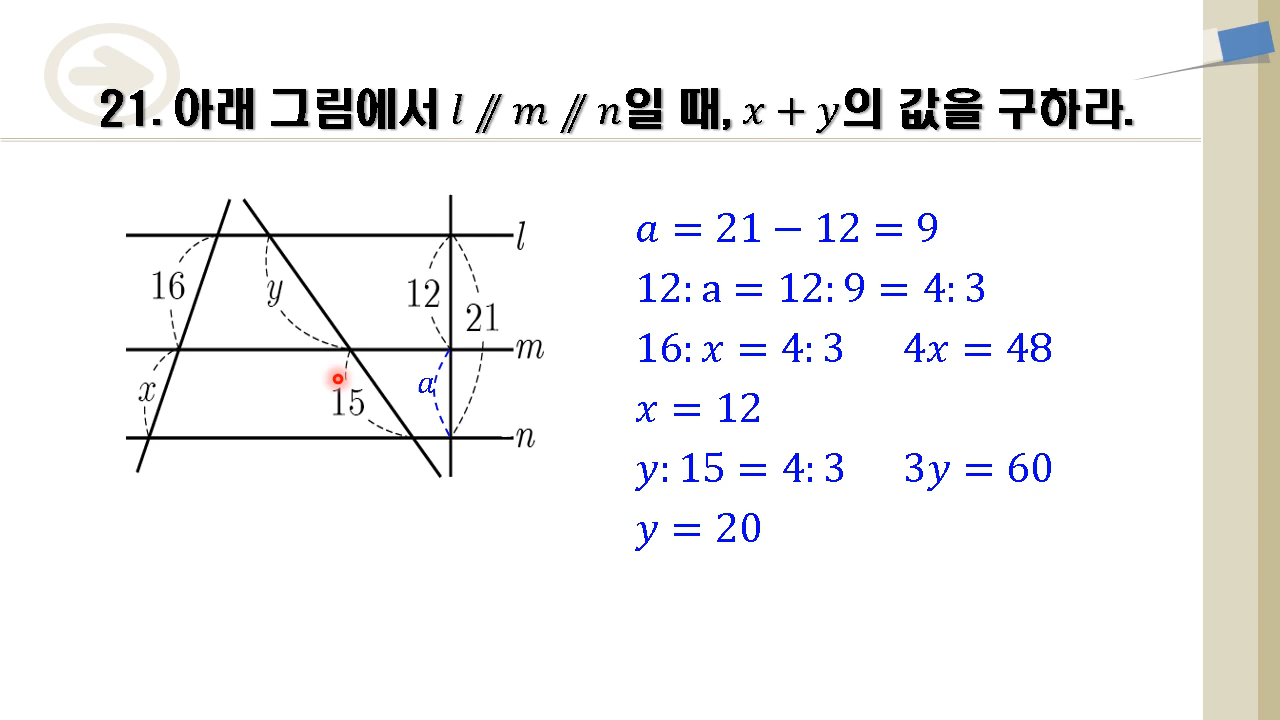 21. 아래 그림에서 l ∥ m ∥ n일 때, x + y의 값을 구하라.
l
16
y
12
21
m
x
15
a
n
a = 21 − 12 = 9
12: a = 12: 9 = 4: 3
16: x = 4: 3 4x = 48
x = 12
y: 15 = 4: 3 3y = 60
y = 20